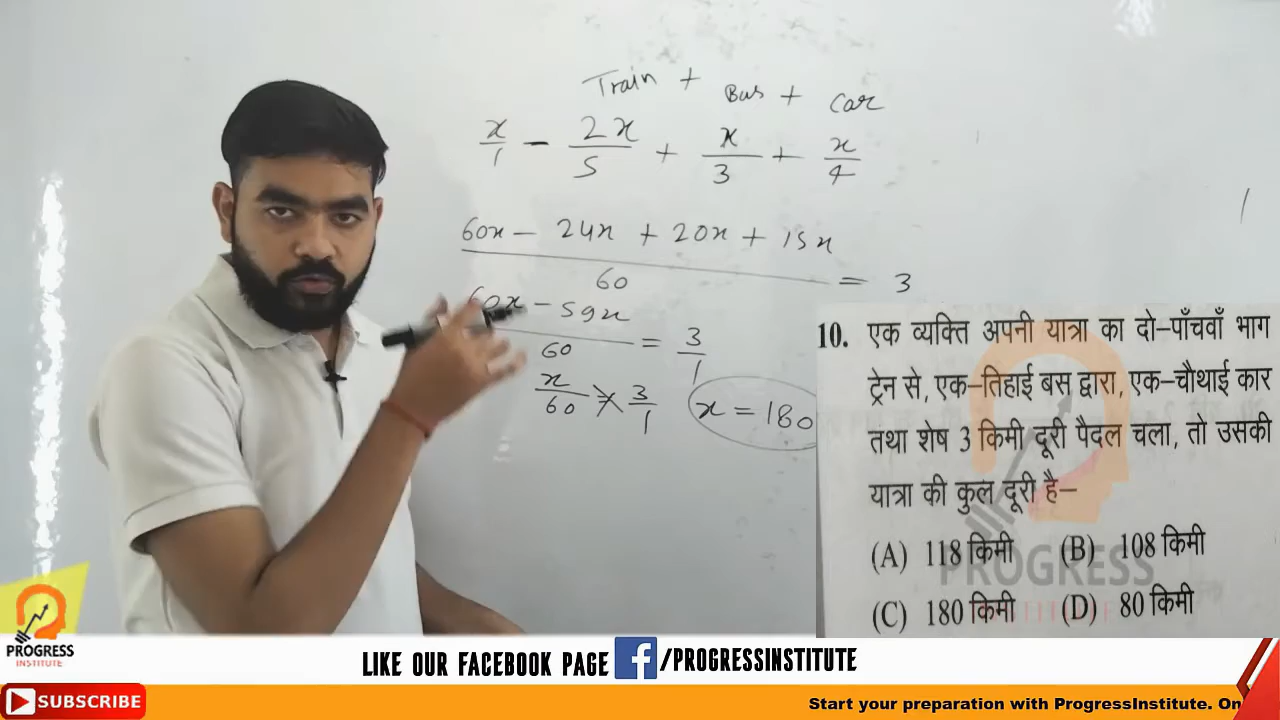 Train + Bus + Car
x/1 - 2x/5 + x/3 + x/4
60x - 24x + 20x + 15x / 60 = 3
60x - 59x / 60 = 3/1
x/60 3/1
x = 180
10. एक व्यक्ति अपनी यात्रा का दो-पाँचवाँ भाग
ट्रेन से, एक-तिहाई बस द्वारा, एक-चौथाई कार
तथा शेष 3 किमी दूरी पैदल चला, तो उसकी
यात्रा की कुल दूरी है-
(A) 118 किमी (B) 108 किमी
(C) 180 किमी (D) 80 किमी
PROGRESS
PROGRESS
INSTITUTE
LIKE OUR FACEBOOK PAGE f/PROGRESSINSTITUTE
SUBSCRIBE
Start your preparation with ProgressInstitute. On